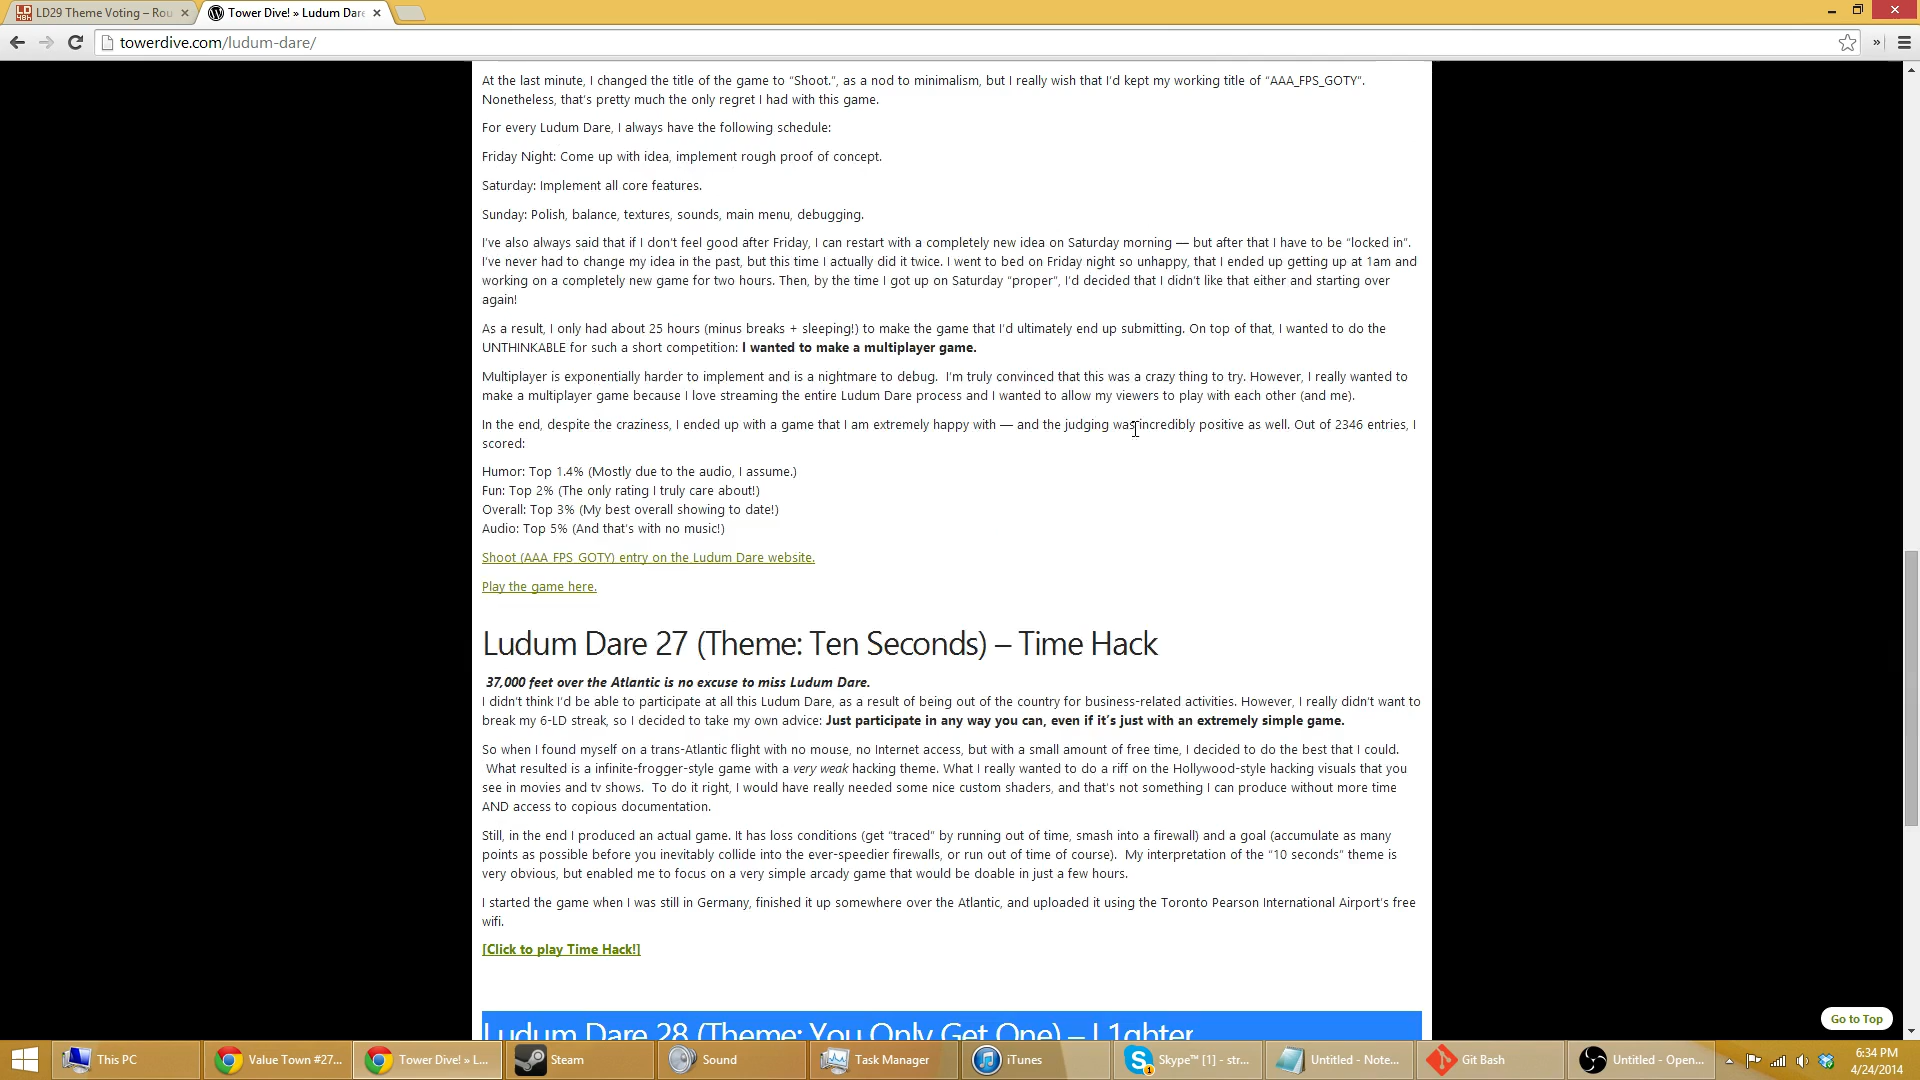 LD29 Theme Voting – Rou
Tower Dive! » Ludum Dare
towerdive.com/ludum-dare/
At the last minute, I changed the title of the game to “Shoot.”, as a nod to minimalism, but I really wish that I’d kept my working title of “AAA_FPS_GOTY”.
Nonetheless, that’s pretty much the only regret I had with this game.
For every Ludum Dare, I always have the following schedule:
Friday Night: Come up with idea, implement rough proof of concept.
Saturday: Implement all core features.
Sunday: Polish, balance, textures, sounds, main menu, debugging.
I’ve also always said that if I don’t feel good after Friday, I can restart with a completely new idea on Saturday morning — but after that I have to be “locked in”.
I’ve never had to change my idea in the past, but this time I actually did it twice. I went to bed on Friday night so unhappy, that I ended up getting up at 1am and
working on a completely new game for two hours. Then, by the time I got up on Saturday “proper”, I’d decided that I didn’t like that either and starting over
again!
As a result, I only had about 25 hours (minus breaks + sleeping!) to make the game that I’d ultimately end up submitting. On top of that, I wanted to do the
UNTHINKABLE for such a short competition: I wanted to make a multiplayer game.
Multiplayer is exponentially harder to implement and is a nightmare to debug.  I’m truly convinced that this was a crazy thing to try. However, I really wanted to
make a multiplayer game because I love streaming the entire Ludum Dare process and I wanted to allow my viewers to play with each other (and me).
In the end, despite the craziness, I ended up with a game that I am extremely happy with — and the judging was incredibly positive as well. Out of 2346 entries, I
scored:
Humor: Top 1.4% (Mostly due to the audio, I assume.)
Fun: Top 2% (The only rating I truly care about!)
Overall: Top 3% (My best overall showing to date!)
Audio: Top 5% (And that’s with no music!)
Shoot (AAA_FPS_GOTY) entry on the Ludum Dare website.
Play the game here.
Ludum Dare 27 (Theme: Ten Seconds) – Time Hack
37,000 feet over the Atlantic is no excuse to miss Ludum Dare.
I didn’t think I’d be able to participate at all this Ludum Dare, as a result of being out of the country for business-related activities. However, I really didn’t want to
break my 6-LD streak, so I decided to take my own advice: Just participate in any way you can, even if it’s just with an extremely simple game.
So when I found myself on a trans-Atlantic flight with no mouse, no Internet access, but with a small amount of free time, I decided to do the best that I could.
What resulted is a infinite-frogger-style game with a very weak hacking theme. What I really wanted to do a riff on the Hollywood-style hacking visuals that you
see in movies and tv shows.  To do it right, I would have really needed some nice custom shaders, and that’s not something I can produce without more time
AND access to copious documentation.
Still, in the end I produced an actual game. It has loss conditions (get “traced” by running out of time, smash into a firewall) and a goal (accumulate as many
points as possible before you inevitably collide into the ever-speedier firewalls, or run out of time of course).  My interpretation of the “10 seconds” theme is
very obvious, but enabled me to focus on a very simple arcady game that would be doable in just a few hours.
I started the game when I was still in Germany, finished it up somewhere over the Atlantic, and uploaded it using the Toronto Pearson International Airport’s free
wifi.
[Click to play Time Hack!]
Ludum Dare 28 (Theme: You Only Get One) – L1ghter
Go to Top
This PC
Value Town #27...
Tower Dive! » L...
Steam
Sound
Task Manager
iTunes
Skype™ [1] - str...
Untitled - Note...
Git Bash
Untitled - Open...
6:34 PM
4/24/2014